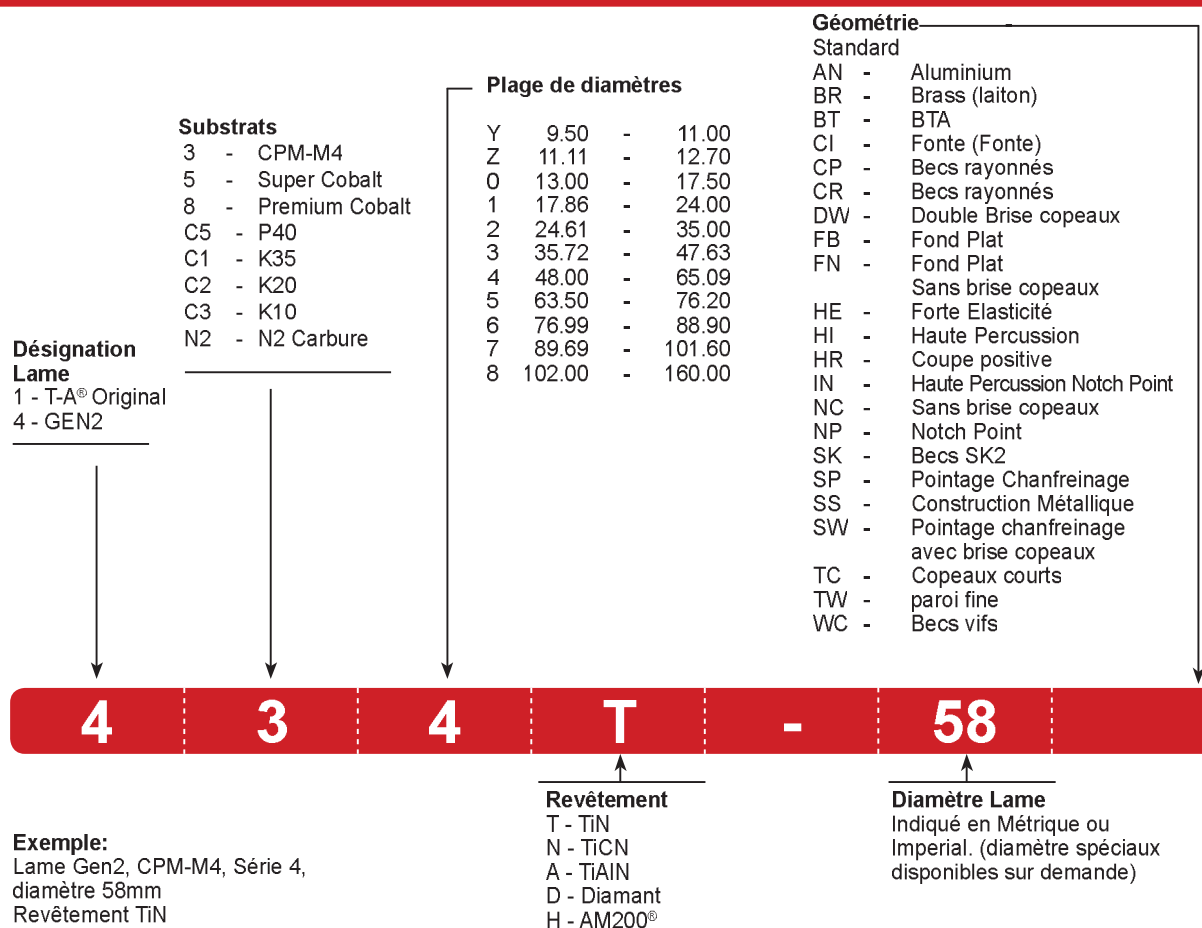 Désignation
Lame
1 - T-A® Original
4 - GEN2
Substrats
3 - CPM-M4
5 - Super Cobalt
8 - Premium Cobalt
C5 - P40
C1 - K35
C2 - K20
C3 - K10
N2 - N2 Carbure
Plage de diamètres
Y 9.50 - 11.00
Z 11.11 - 12.70
0 13.00 - 17.50
1 17.86 - 24.00
2 24.61 - 35.00
3 35.72 - 47.63
4 48.00 - 65.09
5 63.50 - 76.20
6 76.99 - 88.90
7 89.69 - 101.60
8 102.00 - 160.00
Géométrie -
Standard
AN - Aluminium
BR - Brass (laiton)
BT - BTA
CI - Fonte (Fonte)
CP - Becs rayonnés
CR - Becs rayonnés
DW - Double Brise copeaux
FB - Fond Plat
FN - Fond Plat
Sans brise copeaux
HE - Forte Elasticité
HI - Haute Percussion
HR - Coupe positive
IN - Haute Percussion Notch Point
NC - Sans brise copeaux
NP - Notch Point
SK - Becs SK2
SP - Pointage Chanfreinage
SS - Construction Métallique
SW - Pointage chanfreinage
avec brise copeaux
TC - Copeaux courts
TW - paroi fine
WC - Becs vifs
4 3 4 T - 58
Exemple:
Lame Gen2, CPM-M4, Série 4,
diamètre 58mm
Revêtement TiN
Revêtement
T - TiN
N - TiCN
A - TiAlN
D - Diamant
H - AM200®
Diamètre Lame
Indiqué en Métrique ou
Imperial. (diamètre spéciaux
disponibles sur demande)